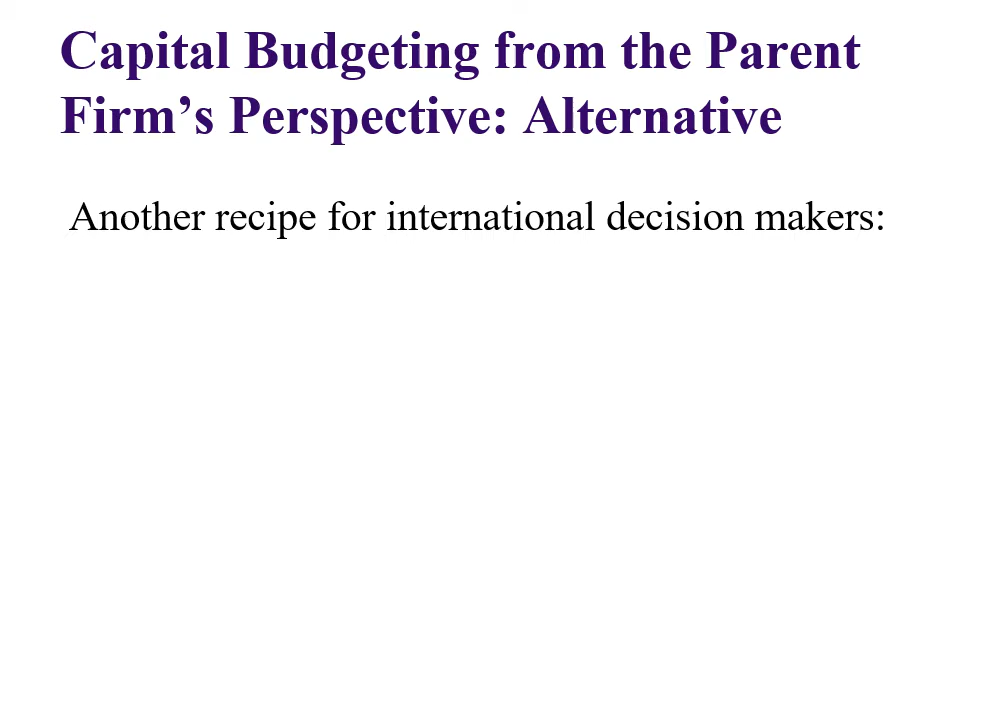 Capital Budgeting from the Parent
Firm’s Perspective: Alternative
Another recipe for international decision makers: